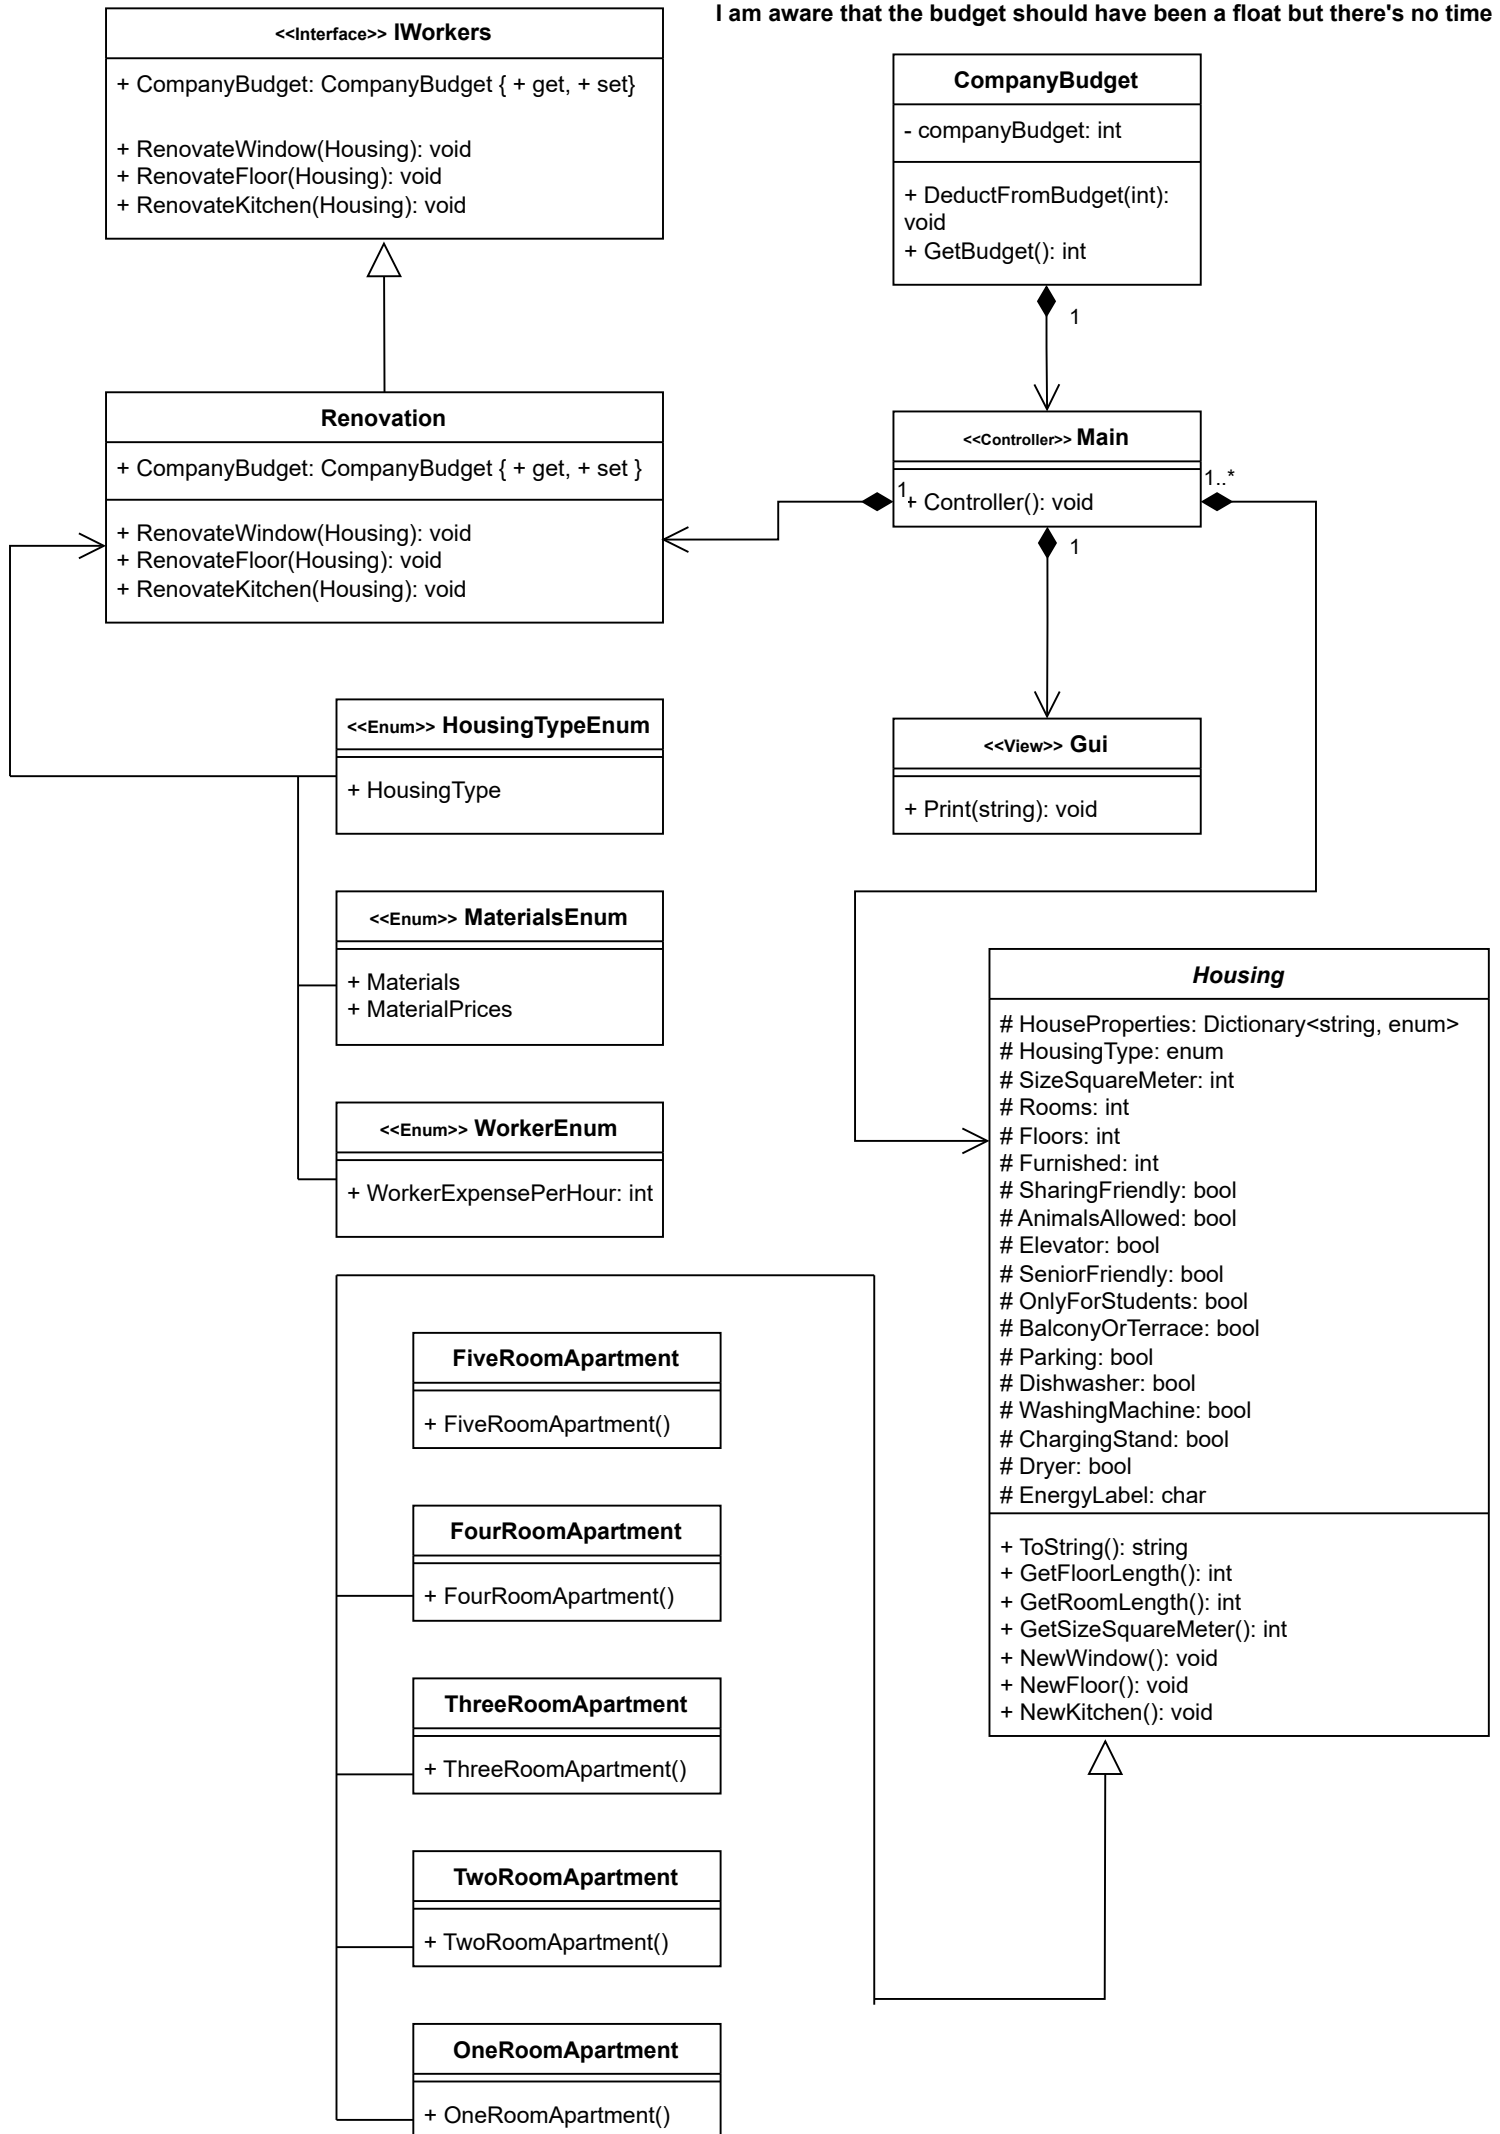 I am aware that the budget should have been a float but there's no time
<<Interface>> IWorkers
+ CompanyBudget: CompanyBudget { + get, + set}
+ RenovateWindow(Housing): void
+ RenovateFloor(Housing): void
+ RenovateKitchen(Housing): void
CompanyBudget
- companyBudget: int
+ DeductFromBudget(int):
void
+ GetBudget(): int
1
Renovation
+ CompanyBudget: CompanyBudget { + get, + set }
+ RenovateWindow(Housing): void
+ RenovateFloor(Housing): void
+ RenovateKitchen(Housing): void
<<Controller>> Main
1
1..*
+ Controller(): void
1
<<Enum>> HousingTypeEnum
+ HousingType
<<View>> Gui
+ Print(string): void
<<Enum>> MaterialsEnum
+ Materials
+ MaterialPrices
<<Enum>> WorkerEnum
+ WorkerExpensePerHour: int
Housing
# HouseProperties: Dictionary<string, enum>
# HousingType: enum
# SizeSquareMeter: int
# Rooms: int
# Floors: int
# Furnished: int
# SharingFriendly: bool
# AnimalsAllowed: bool
# Elevator: bool
# SeniorFriendly: bool
# OnlyForStudents: bool
# BalconyOrTerrace: bool
# Parking: bool
# Dishwasher: bool
# WashingMachine: bool
# ChargingStand: bool
# Dryer: bool
# EnergyLabel: char
+ ToString(): string
+ GetFloorLength(): int
+ GetRoomLength(): int
+ GetSizeSquareMeter(): int
+ NewWindow(): void
+ NewFloor(): void
+ NewKitchen(): void
FiveRoomApartment
+ FiveRoomApartment()
FourRoomApartment
+ FourRoomApartment()
ThreeRoomApartment
+ ThreeRoomApartment()
TwoRoomApartment
+ TwoRoomApartment()
OneRoomApartment
+ OneRoomApartment()